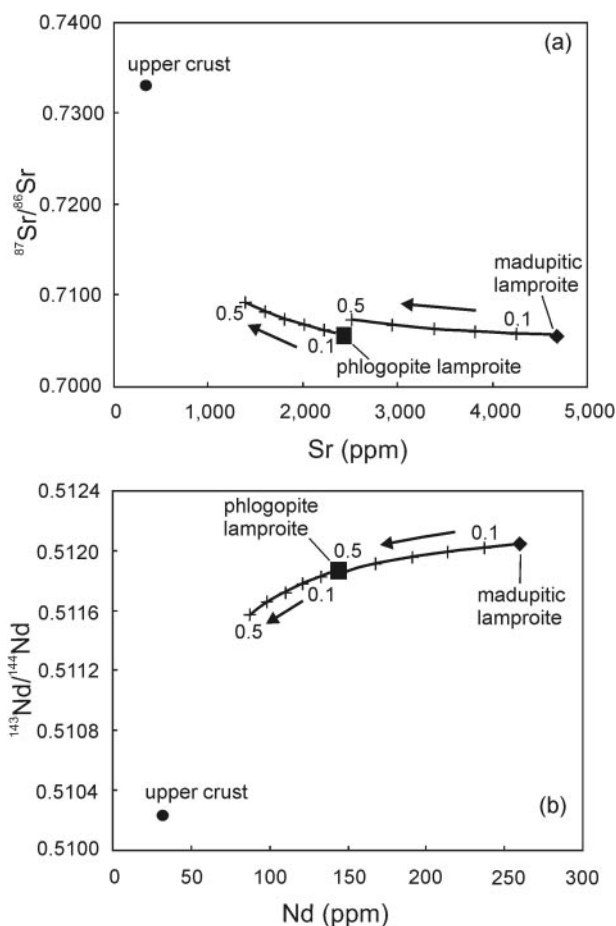 0.7400
(a)
upper crust
0.7300
⁸⁷Sr/⁸⁶Sr
0.7200
madupitic
lamproite
0.7100
0.5
0.1
0.5
0.1
phlogopite lamproite
0.7000
0 1,000 2,000 3,000 4,000 5,000
Sr (ppm)
0.5124
phlogopite
lamproite
0.5
0.1
0.5120
madupitic
lamproite
0.1
0.5116
0.5
0.5112
¹⁴³Nd/¹⁴⁴Nd
0.5108
upper crust
0.5104
(b)
0.5100
0 50 100 150 200 250 300
Nd (ppm)